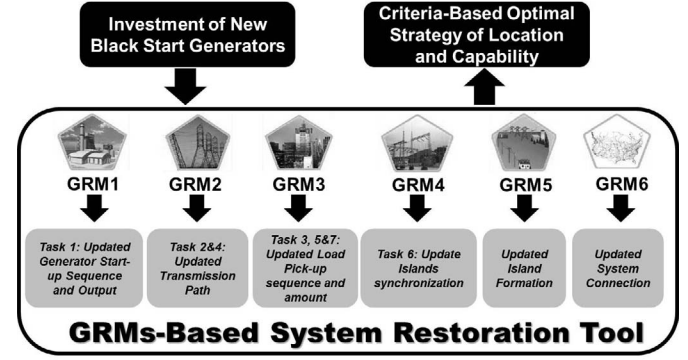 Investment of New
Black Start Generators
Criteria-Based Optimal
Strategy of Location
and Capability
GRM1
GRM2
GRM3
GRM4
GRM5
GRM6
Task 1: Updated
Generator Start-
up Sequence
and Output
Task 2&4:
Updated
Transmission
Path
Task 3, 5&7:
Updated Load
Pick-up
sequence and
amount
Task 6: Update
Islands
synchronization
Updated
Island
Formation
Updated
System
Connection
GRMs-Based System Restoration Tool